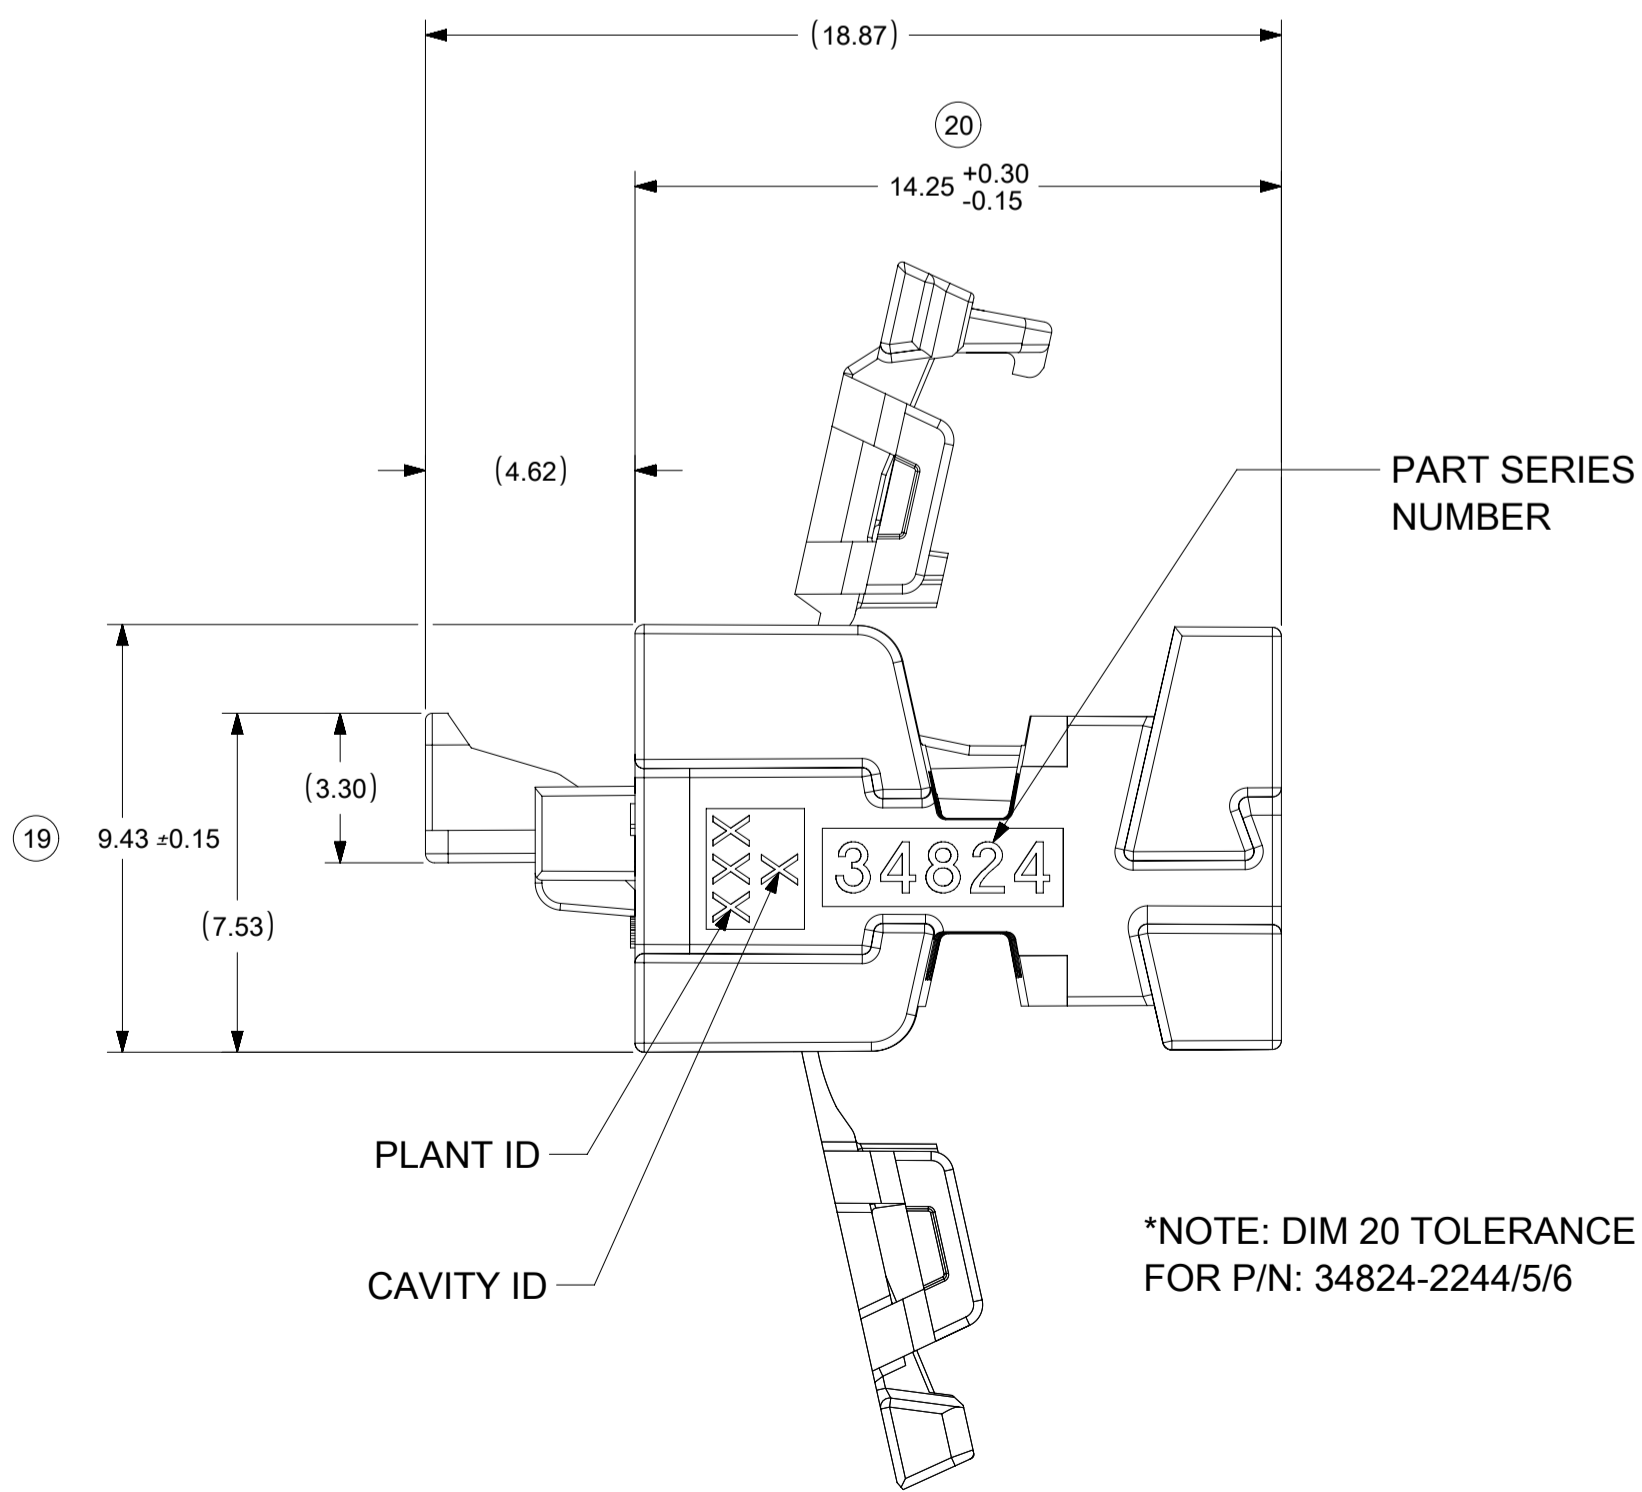 (18.87)
20
14.25 +0.30
-0.15
(4.62)
PART SERIES
NUMBER
(3.30)
19 9.43 ±0.15
(7.53)
XXX
X
34824
PLANT ID
CAVITY ID
*NOTE: DIM 20 TOLERANCE
FOR P/N: 34824-2244/5/6